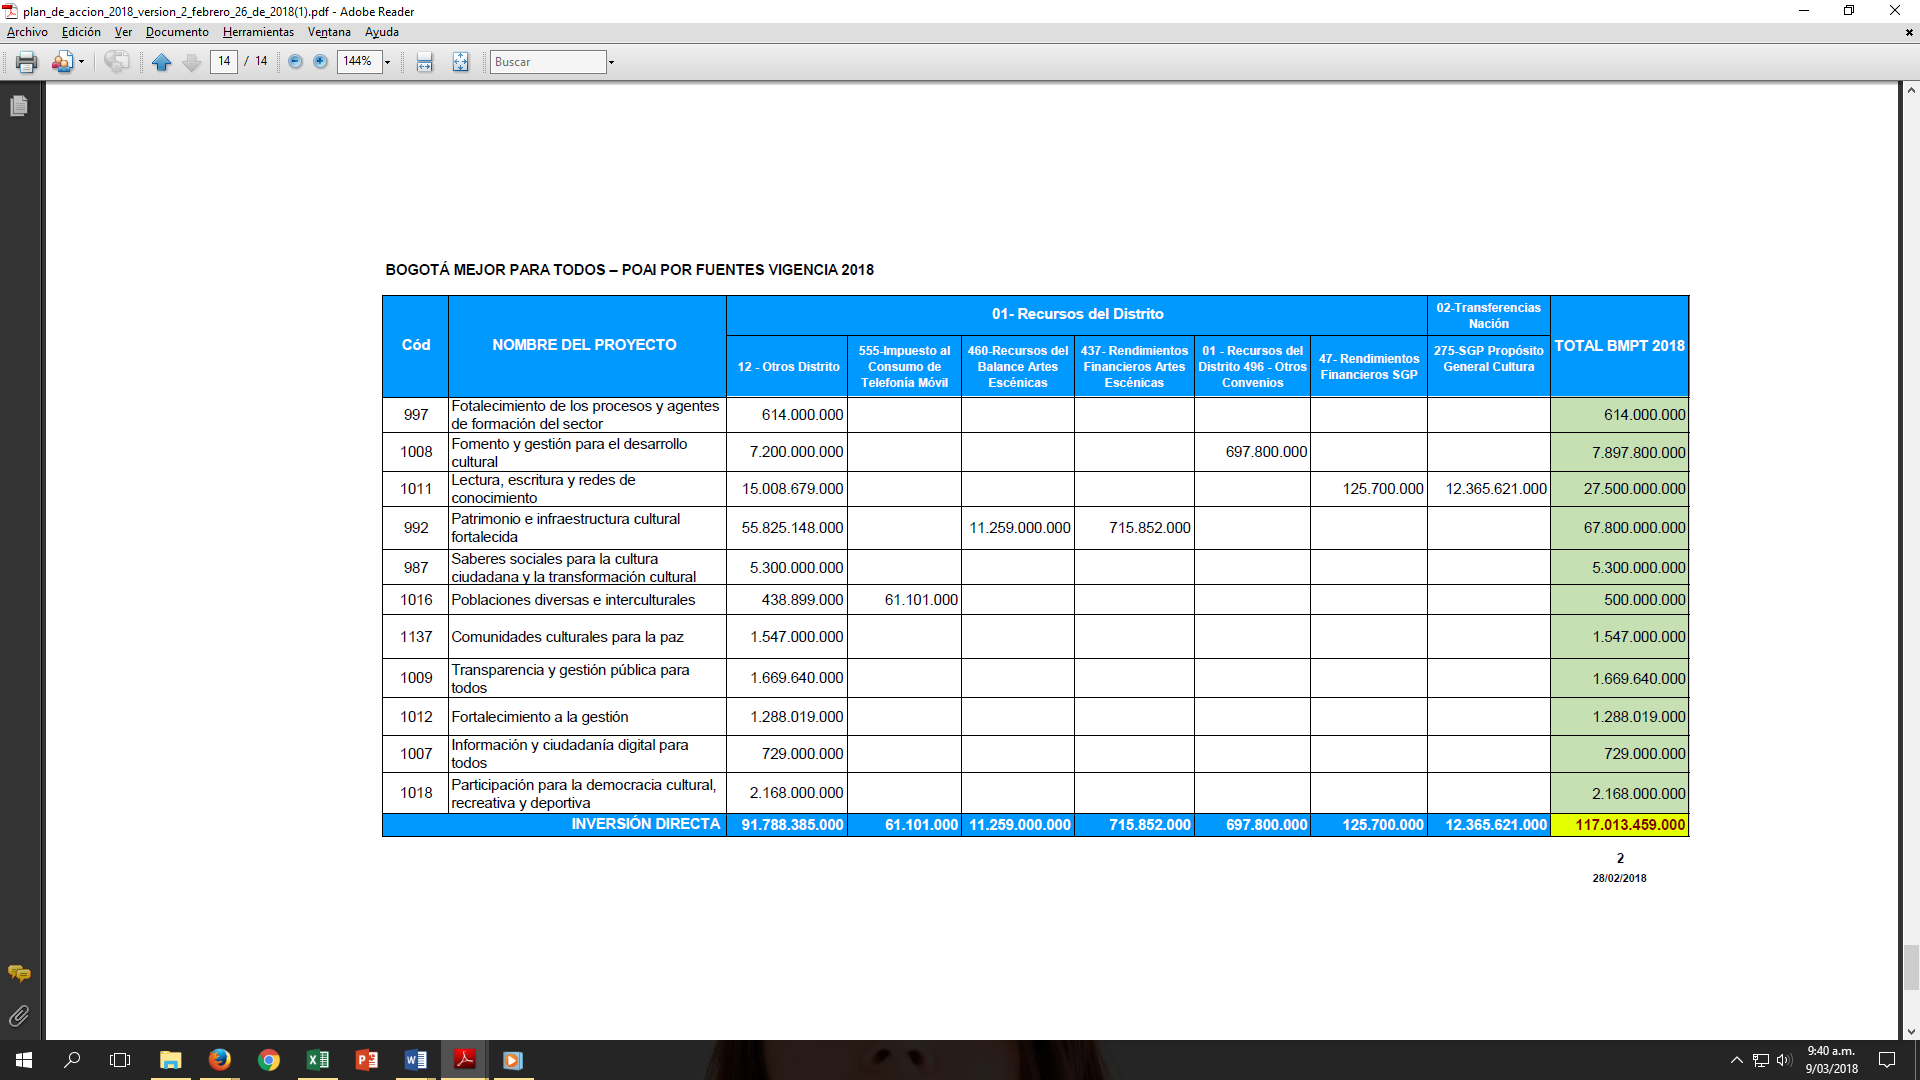 plan_de_accion_2018_version_2_febrero_26_de_2018(1).pdf - Adobe Reader
Archivo Edición Ver Documento Herramientas Ventana Ayuda
14 / 14 144% Buscar
BOGOTÁ MEJOR PARA TODOS – POAI POR FUENTES VIGENCIA 2018
Cód NOMBRE DEL PROYECTO 01- Recursos del Distrito 02-Transferencias Nación TOTAL BMPT 2018
12 - Otros Distrito 555-Impuesto al Consumo de Telefonía Móvil 460-Recursos del Balance Artes Escénicas 437- Rendimientos Financieros Artes Escénicas 01 - Recursos del Distrito 496 - Otros Convenios 47- Rendimientos Financieros SGP 275-SGP Propósito General Cultura
997 Fotalecimiento de los procesos y agentes de formación del sector 614.000.000 614.000.000
1008 Fomento y gestión para el desarrollo cultural 7.200.000.000 697.800.000 7.897.800.000
1011 Lectura, escritura y redes de conocimiento 15.008.679.000 125.700.000 12.365.621.000 27.500.000.000
992 Patrimonio e infraestructura cultural fortalecida 55.825.148.000 11.259.000.000 715.852.000 67.800.000.000
987 Saberes sociales para la cultura ciudadana y la transformación cultural 5.300.000.000 5.300.000.000
1016 Poblaciones diversas e interculturales 438.899.000 61.101.000 500.000.000
1137 Comunidades culturales para la paz 1.547.000.000 1.547.000.000
1009 Transparencia y gestión pública para todos 1.669.640.000 1.669.640.000
1012 Fortalecimiento a la gestión 1.288.019.000 1.288.019.000
1007 Información y ciudadanía digital para todos 729.000.000 729.000.000
1018 Participación para la democracia cultural, recreativa y deportiva 2.168.000.000 2.168.000.000
INVERSIÓN DIRECTA 91.788.385.000 61.101.000 11.259.000.000 715.852.000 697.800.000 125.700.000 12.365.621.000 117.013.459.000
2
28/02/2018
9:40 a.m.
9/03/2018